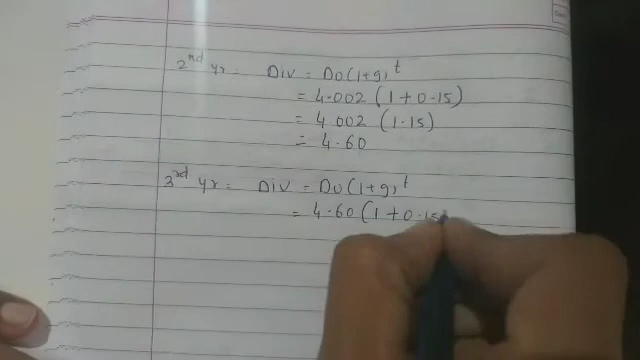 2nd yr - Div = D0(1+g)^t
= 4.002 (1 + 0.15)
= 4.002 (1.15)
= 4.60
3rd yr = Div = D0(1+g)^t
= 4.60 (1 + 0.15)